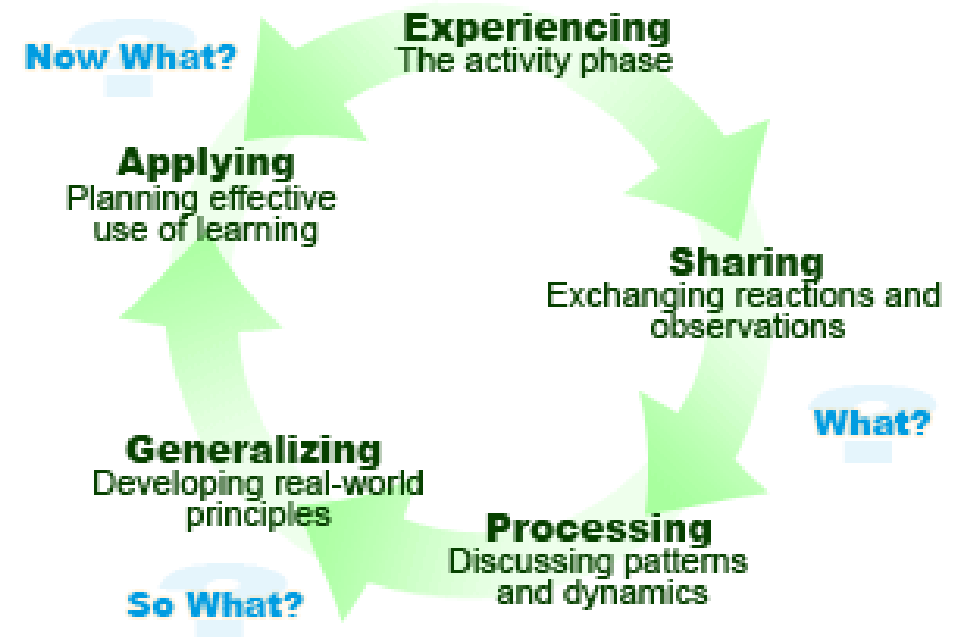 Experiencing
The activity phase
Now What?
Applying
Planning effective
use of learning
Sharing
Exchanging reactions and
observations
What?
Generalizing
Developing real-world
principles
Processing
Discussing patterns
and dynamics
So What?